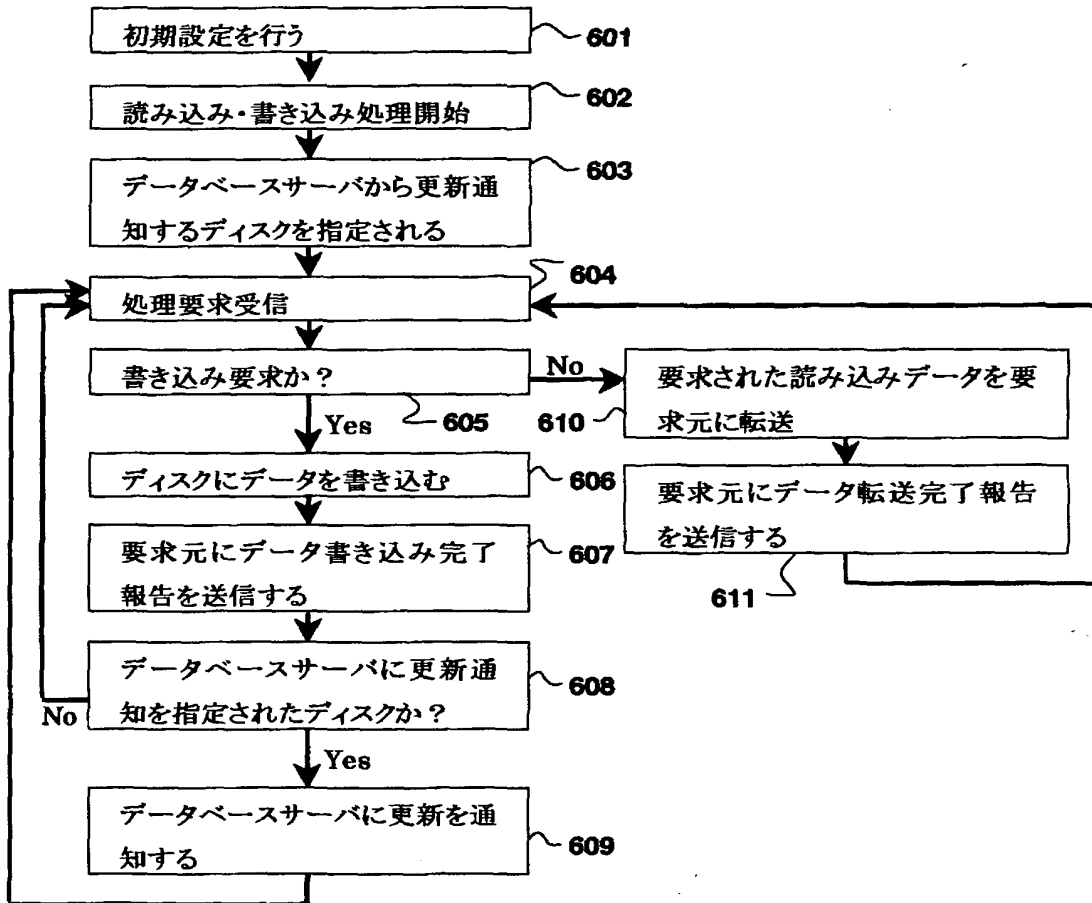 初期設定を行う
601
読み込み・書き込み処理開始
602
データベースサーバから更新通
知するディスクを指定される
603
処理要求受信
604
書き込み要求か?
605
No
Yes
要求された読み込みデータを要
求元に転送
610
ディスクにデータを書き込む
606
要求元にデータ転送完了報告
を送信する
611
要求元にデータ書き込み完了
報告を送信する
607
データベースサーバに更新通
知を指定されたディスクか?
608
No
Yes
データベースサーバに更新を通
知する
609